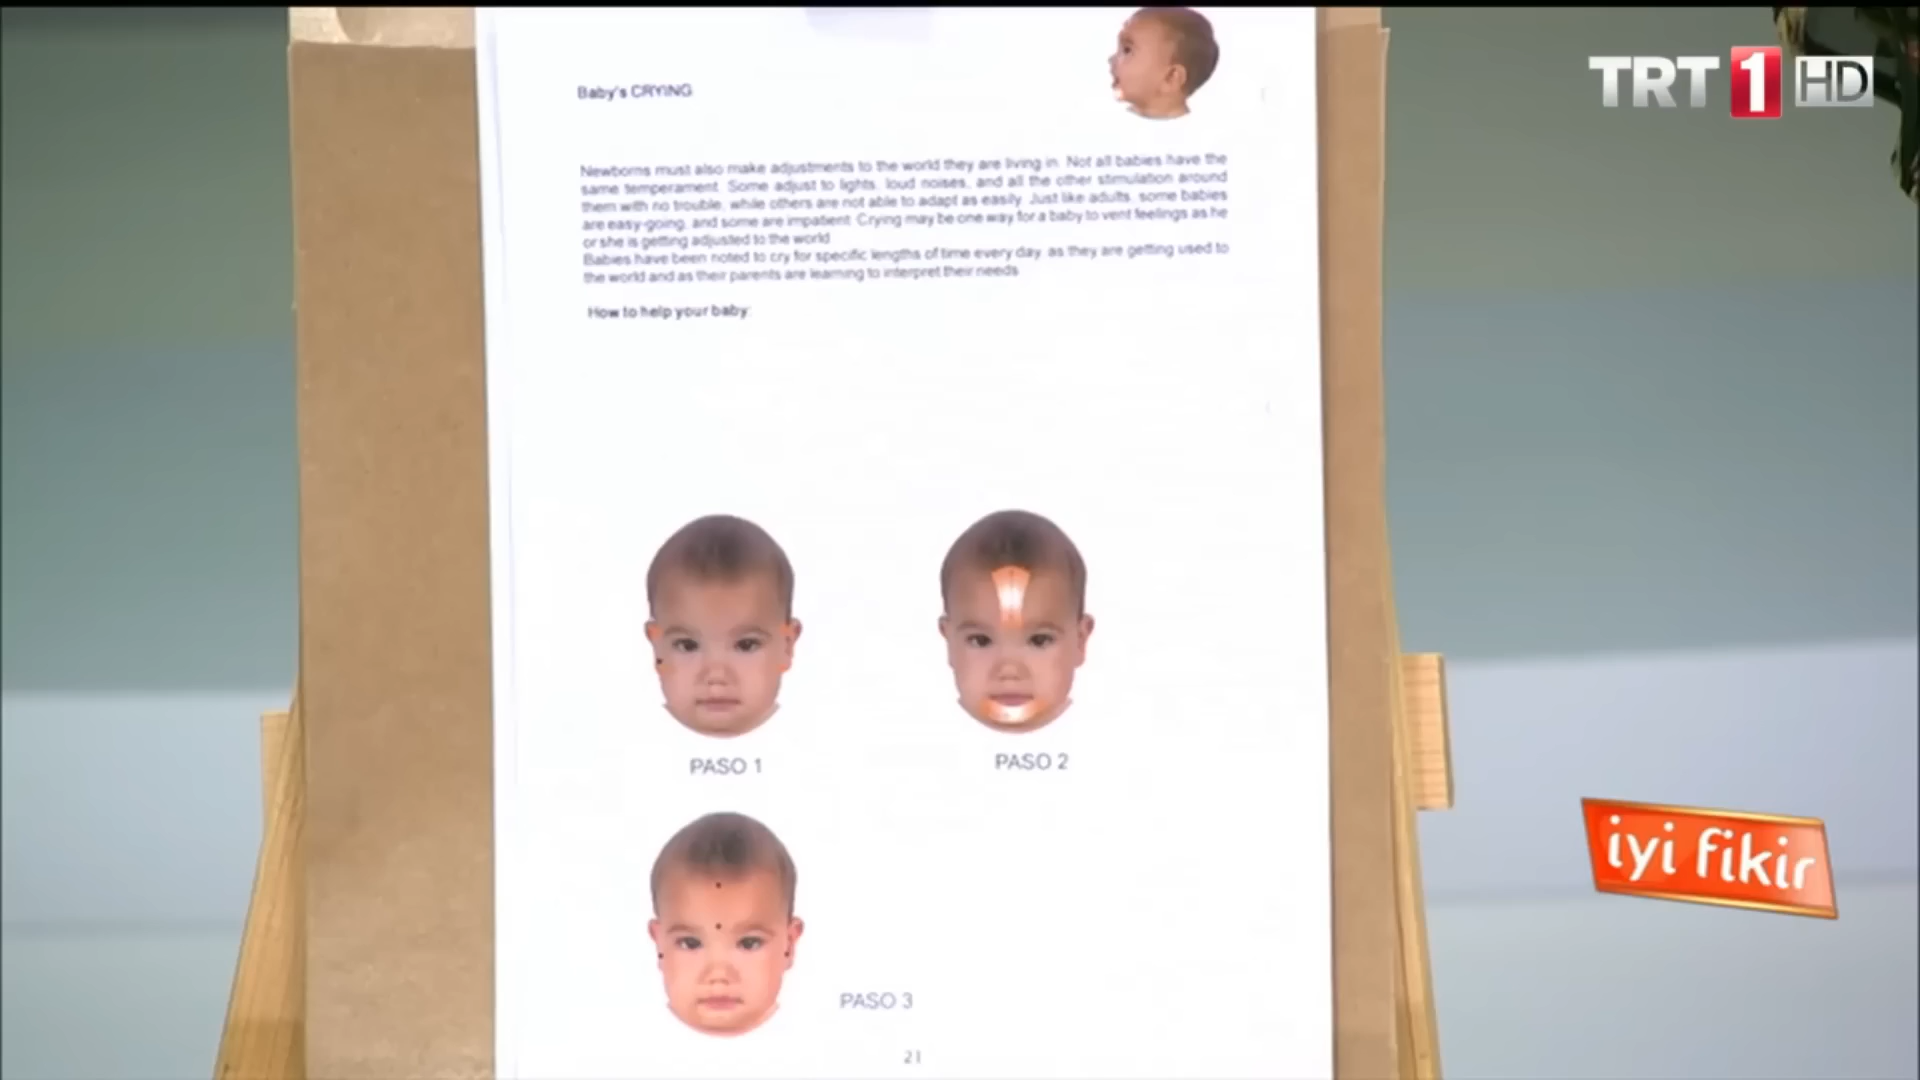 TRT 1 HD
Baby's CRYING
Newborns must also make adjustments to the world they are living in. Not all babies have the
same temperament. Some adjust to lights, loud noises, and all the other stimulation around
them with no trouble, while others are not able to adapt as easily. Just like adults, some babies
are easy-going, and some are impatient. Crying may be one way for a baby to vent feelings as he
or she is getting adjusted to the world.
Babies have been noted to cry for specific lengths of time every day, as they are getting used to
the world and as their parents are learning to interpret their needs.
How to help your baby:
PASO 1
PASO 2
iyi fikir
PASO 3
21